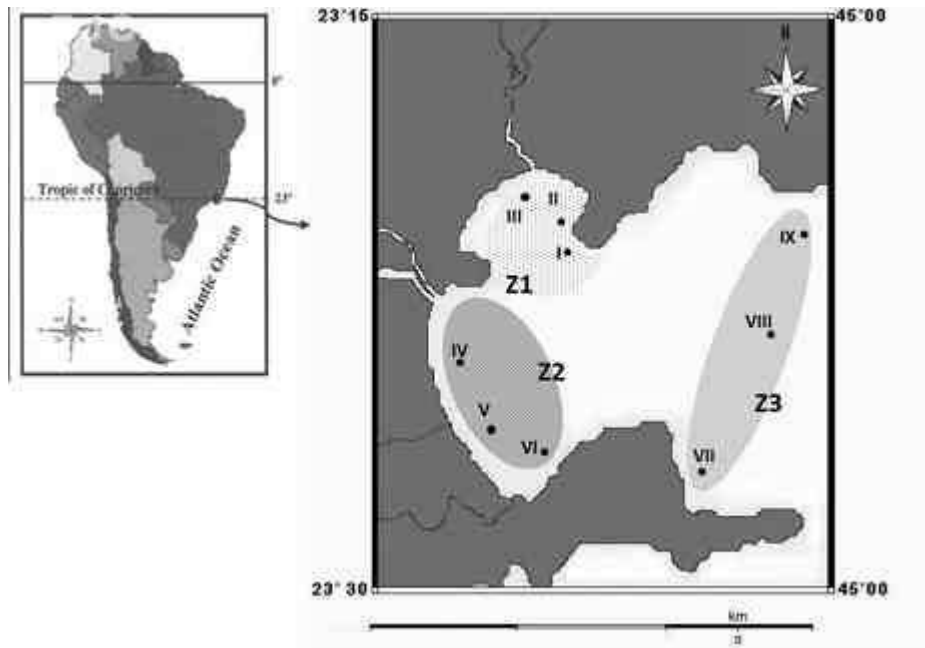 0°
Tropic of Capricorn
23°
Atlantic Ocean
23°15
45°00
III
II
I
Z1
IV
V
VI
Z2
IX
VIII
VII
Z3
23° 30
45°00
km